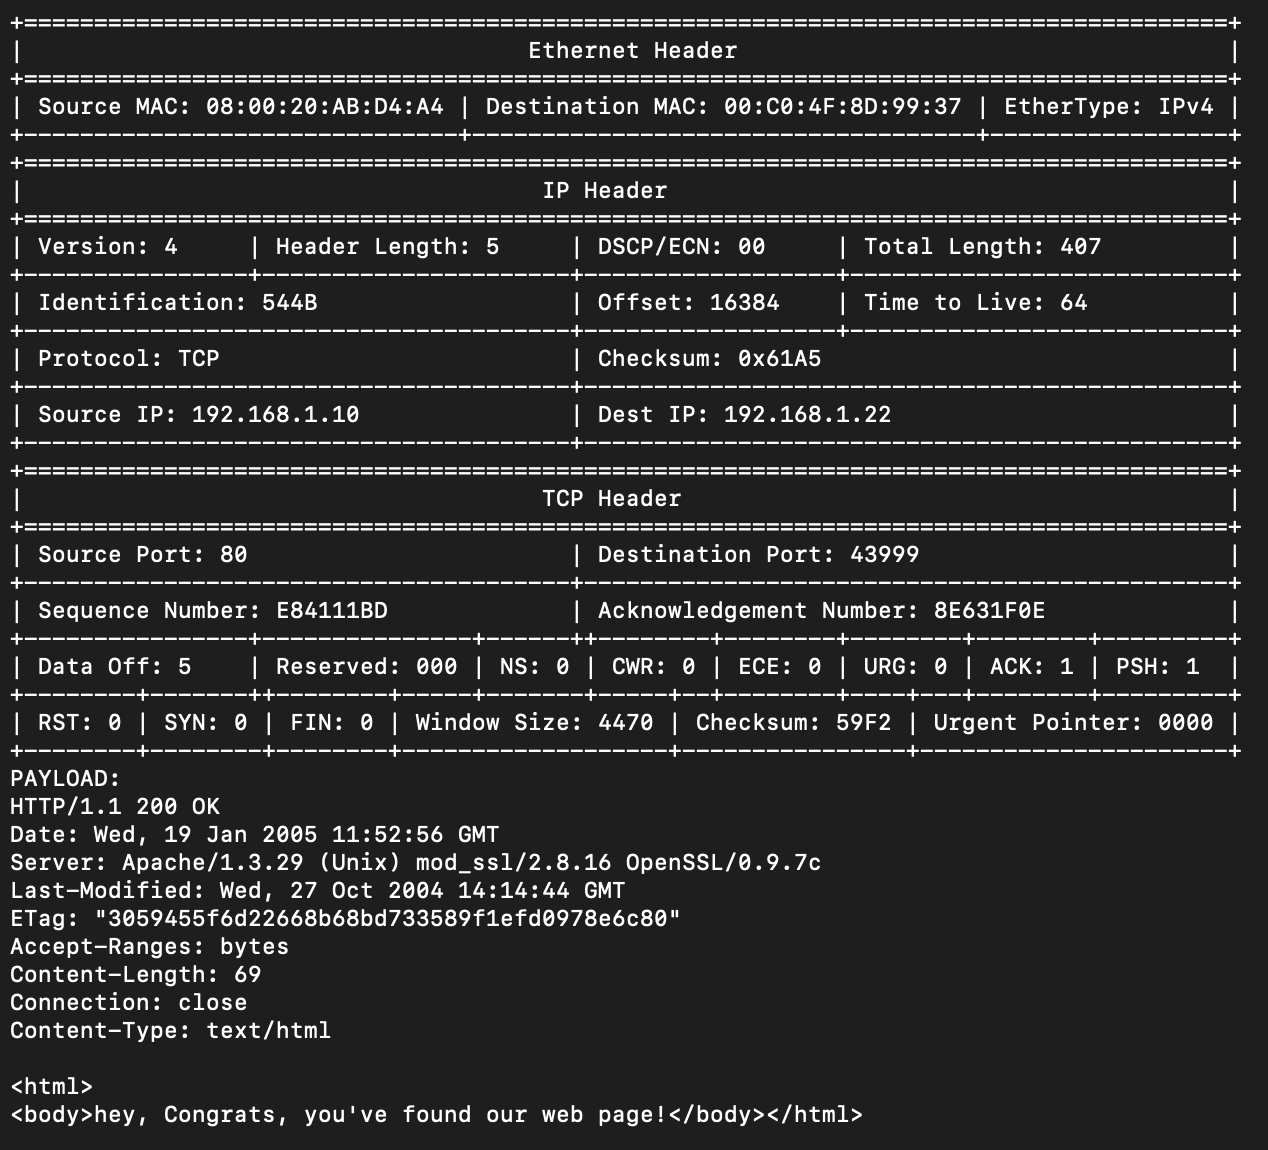 +======================================================================================+
| Ethernet Header |
+======================================================================================+
| Source MAC: 08:00:20:AB:D4:A4 | Destination MAC: 00:C0:4F:8D:99:37 | EtherType: IPv4 |
+-------------------------------+------------------------------------+-----------------+
+======================================================================================+
| IP Header |
+======================================================================================+
| Version: 4 | Header Length: 5 | DSCP/ECN: 00 | Total Length: 407 |
+----------------+----------------------+------------------+---------------------------+
| Identification: 544B | Offset: 16384 | Time to Live: 64 |
+---------------------------------------+------------------+---------------------------+
| Protocol: TCP | Checksum: 0x61A5 |
+---------------------------------------+----------------------------------------------+
| Source IP: 192.168.1.10 | Dest IP: 192.168.1.22 |
+---------------------------------------+----------------------------------------------+
+======================================================================================+
| TCP Header |
+======================================================================================+
| Source Port: 80 | Destination Port: 43999 |
+---------------------------------------+----------------------------------------------+
| Sequence Number: E84111BD | Acknowledgement Number: 8E631F0E |
+----------------+---------------+------++--------+--------+--------+--------+---------+
| Data Off: 5 | Reserved: 000 | NS: 0 | CWR: 0 | ECE: 0 | URG: 0 | ACK: 1 | PSH: 1 |
+--------+-------++--------+-----+-------+-----+--+--------+----+---+--------+---------+
| RST: 0 | SYN: 0 | FIN: 0 | Window Size: 4470 | Checksum: 59F2 | Urgent Pointer: 0000 |
+--------+--------+--------+-------------------+----------------+----------------------+
PAYLOAD:
HTTP/1.1 200 OK
Date: Wed, 19 Jan 2005 11:52:56 GMT
Server: Apache/1.3.29 (Unix) mod_ssl/2.8.16 OpenSSL/0.9.7c
Last-Modified: Wed, 27 Oct 2004 14:14:44 GMT
ETag: "3059455f6d22668b68bd733589f1efd0978e6c80"
Accept-Ranges: bytes
Content-Length: 69
Connection: close
Content-Type: text/html

<html>
<body>hey, Congrats, you've found our web page!</body></html>